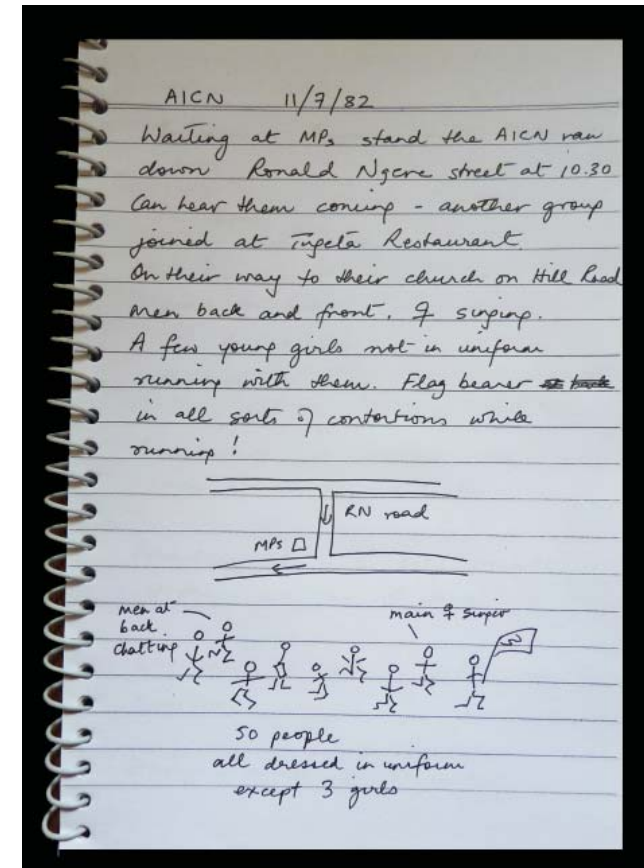 AICN 11/7/82
Waiting at MPs stand the AICN ran
down Ronald Ngere street at 10.30
Can hear them coming - another group
joined at Tugela Restaurant.
On their way to their church on Hill Road
Men back and front. ♀ singing.
A few young girls not in uniform
running with them. Flag bearer
in all sorts of contortions while
running!
RN road
MPs
men at
back
chatting
main ♀ singer
50 people
all dressed in uniform
except 3 girls